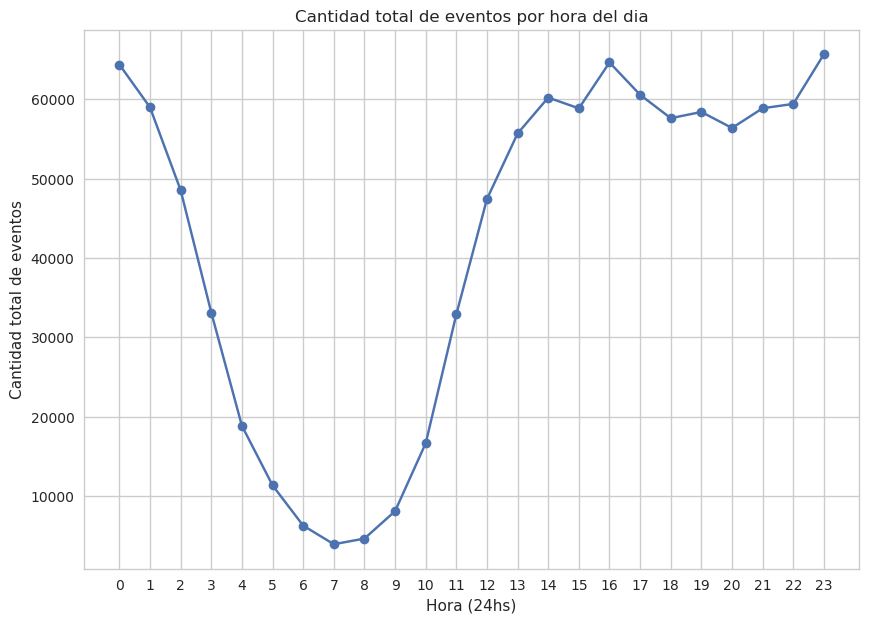 Cantidad total de eventos por hora del dia
Cantidad total de eventos
60000
50000
40000
30000
20000
10000
0 1 2 3 4 5 6 7 8 9 10 11 12 13 14 15 16 17 18 19 20 21 22 23
Hora (24hs)